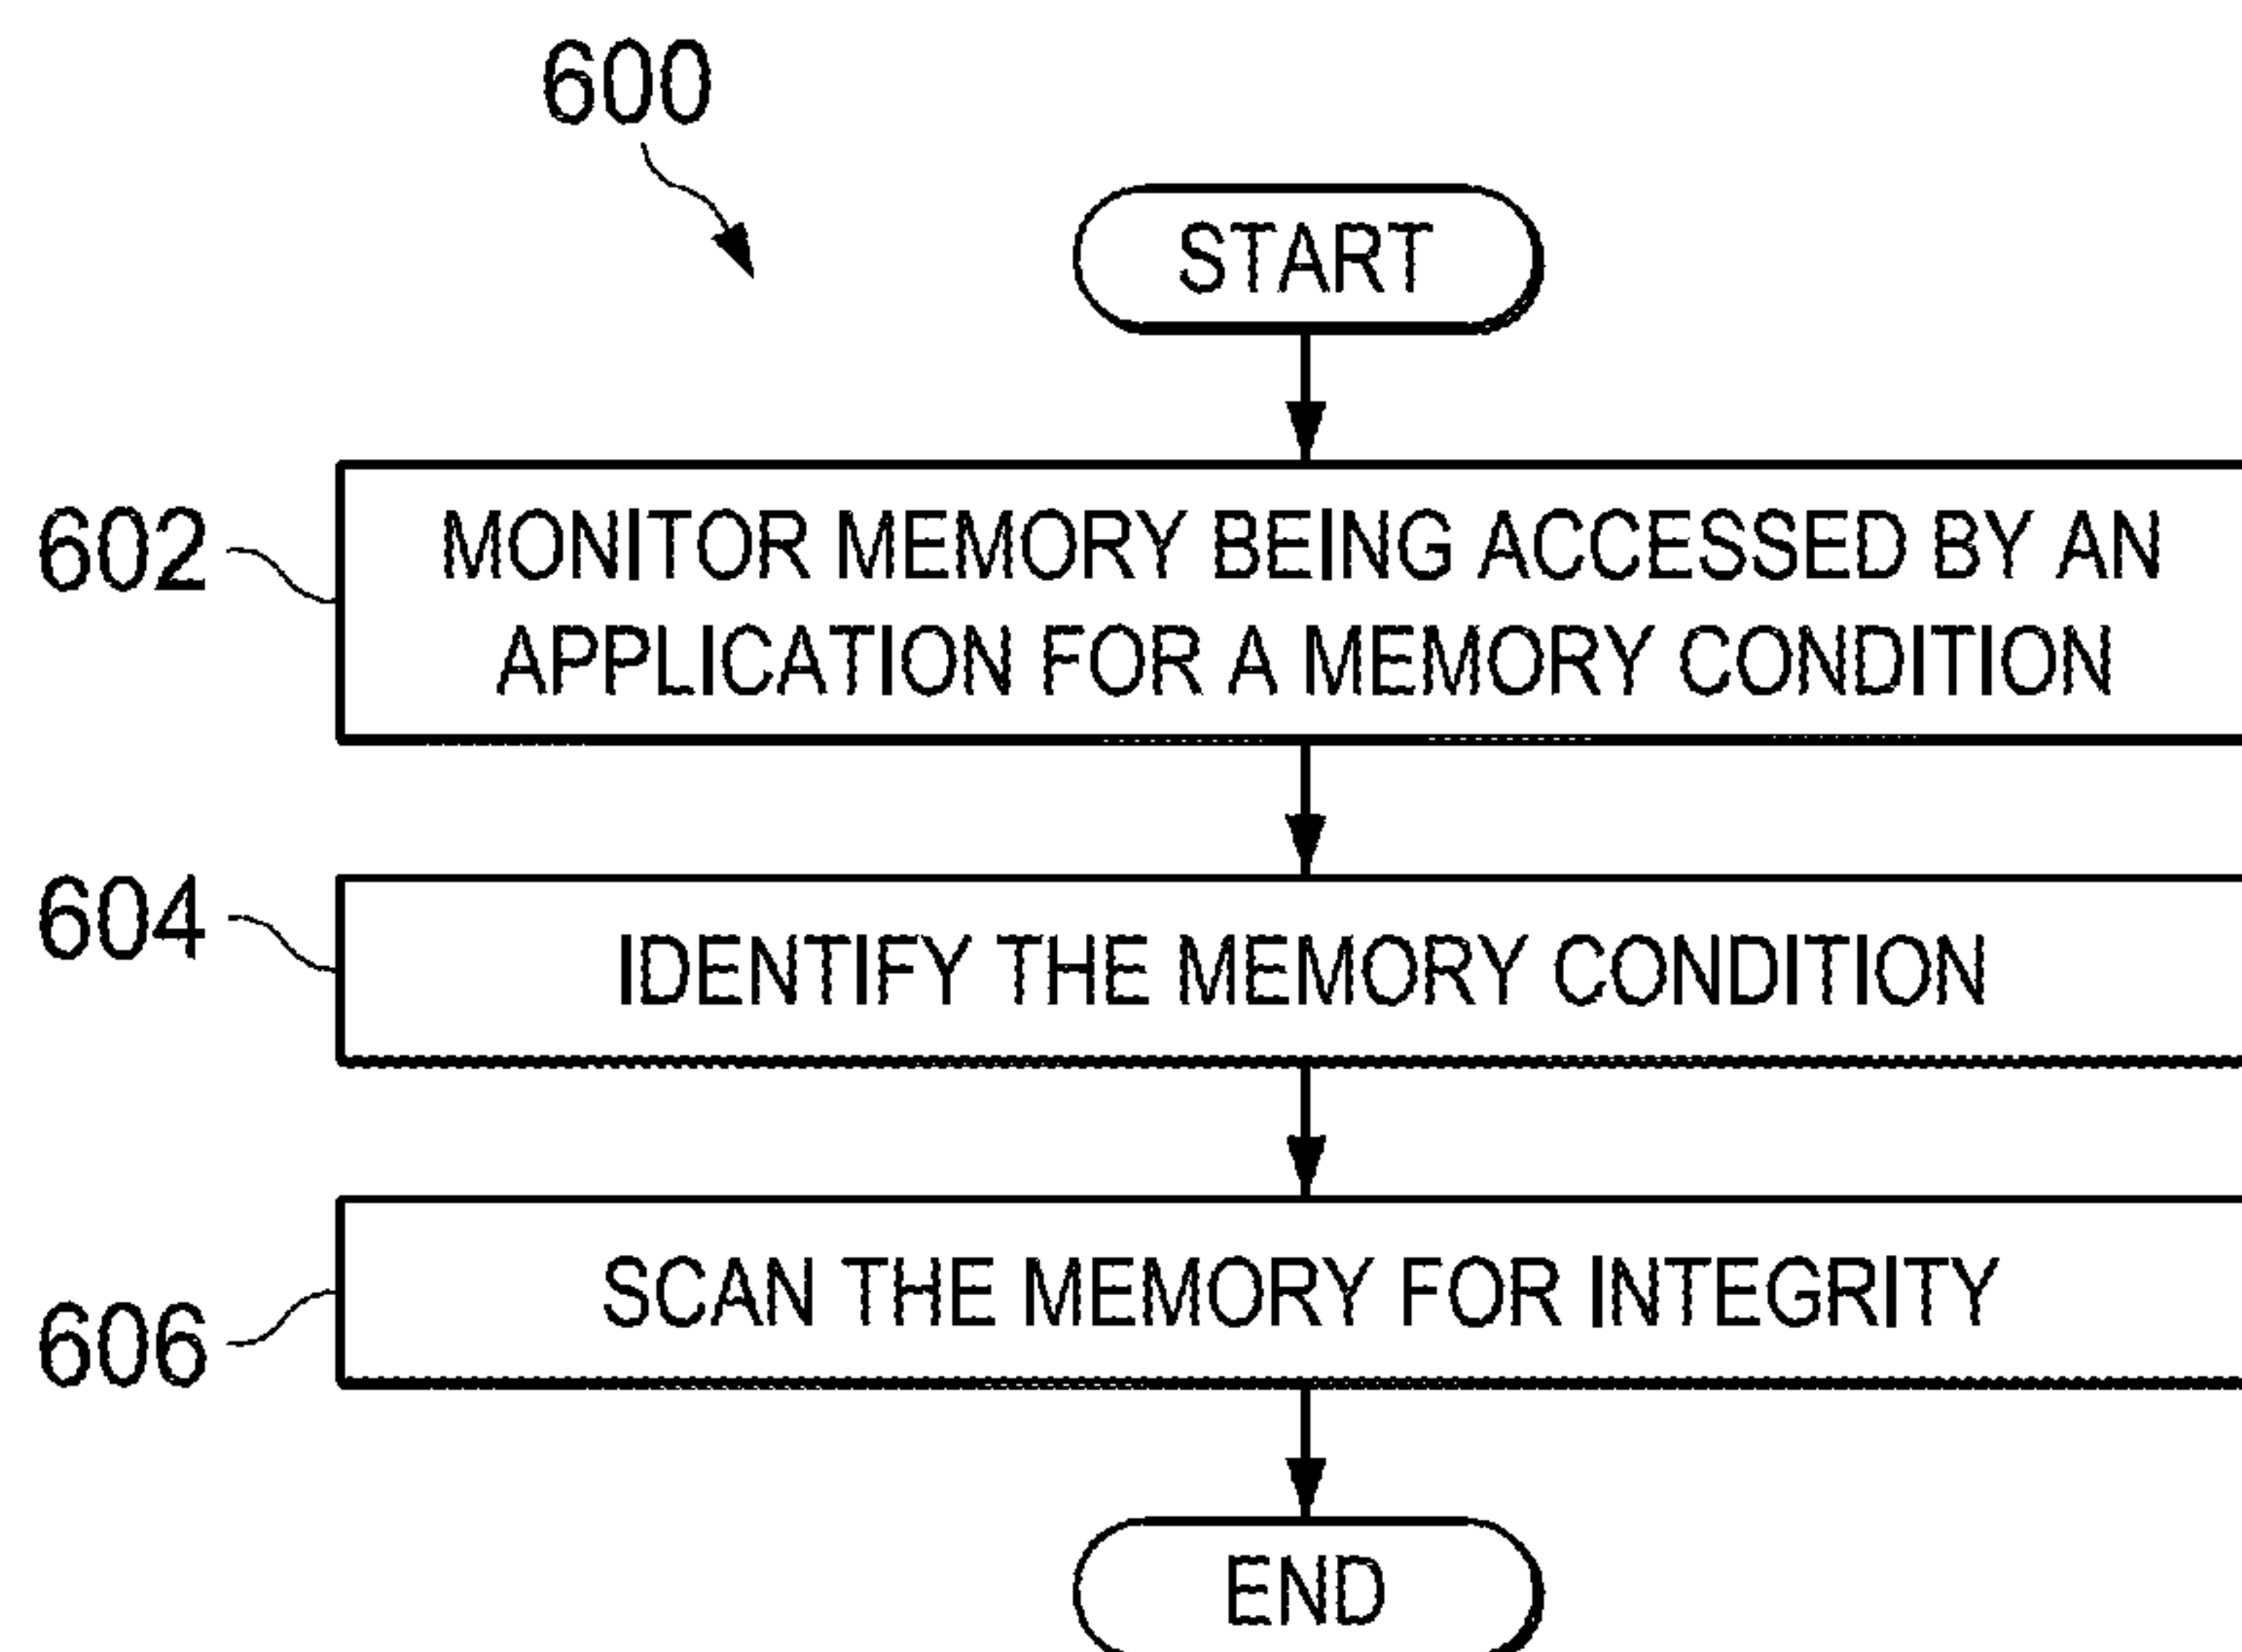 600
START
602
MONITOR MEMORY BEING ACCESSED BY AN
APPLICATION FOR A MEMORY CONDITION
604
IDENTIFY THE MEMORY CONDITION
606
SCAN THE MEMORY FOR INTEGRITY
END